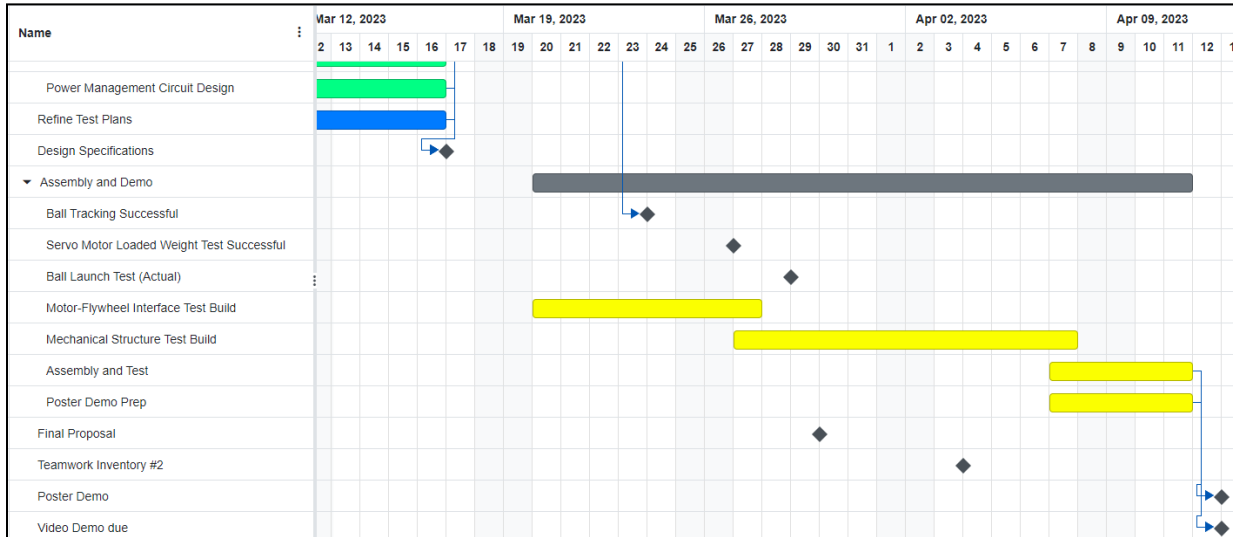 Name
Mar 12, 2023 Mar 19, 2023 Mar 26, 2023 Apr 02, 2023 Apr 09, 2023
2 13 14 15 16 17 18 19 20 21 22 23 24 25 26 27 28 29 30 31 1 2 3 4 5 6 7 8 9 10 11 12 1
Power Management Circuit Design
Refine Test Plans
Design Specifications
Assembly and Demo
Ball Tracking Successful
Servo Motor Loaded Weight Test Successful
Ball Launch Test (Actual)
Motor-Flywheel Interface Test Build
Mechanical Structure Test Build
Assembly and Test
Poster Demo Prep
Final Proposal
Teamwork Inventory #2
Poster Demo
Video Demo due